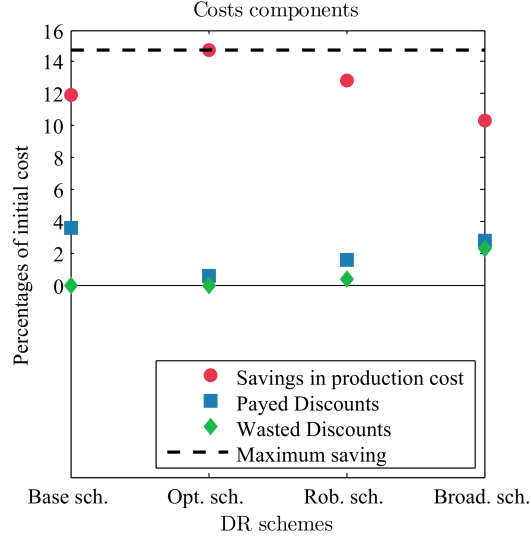 Costs components
Percentages of initial cost
16
14
12
10
8
6
4
2
0
Savings in production cost
Payed Discounts
Wasted Discounts
Maximum saving
Base sch. Opt. sch. Rob. sch. Broad. sch.
DR schemes